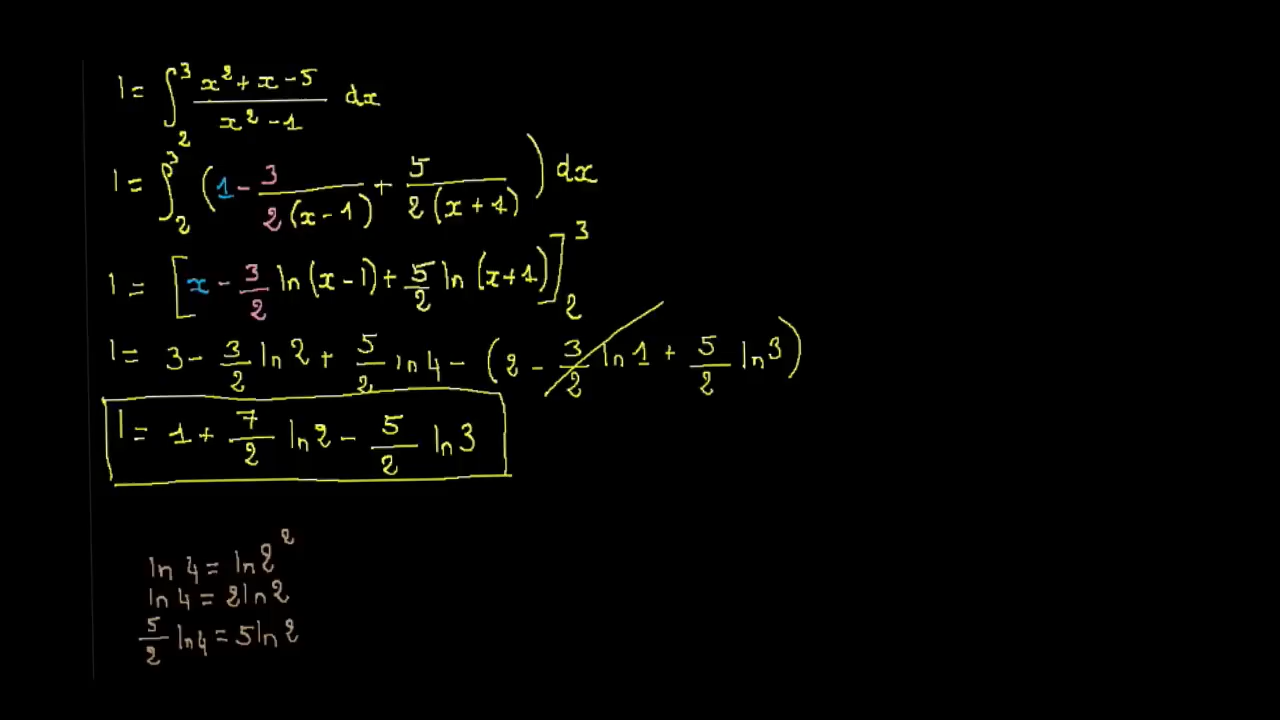 I = ∫₂³ (x² + x − 5)/(x² − 1) dx
I = ∫₂³ (1 − 3/(2(x − 1)) + 5/(2(x + 1))) dx
I = [x − 3/2 ln(x − 1) + 5/2 ln(x + 1)]₂³
I = 3 − 3/2 ln 2 + 5/2 ln 4 − (2 − 3/2 ln 1 + 5/2 ln 3)
I = 1 + 7/2 ln 2 − 5/2 ln 3
ln 4 = ln 2²
ln 4 = 2 ln 2
5/2 ln 4 = 5 ln 2